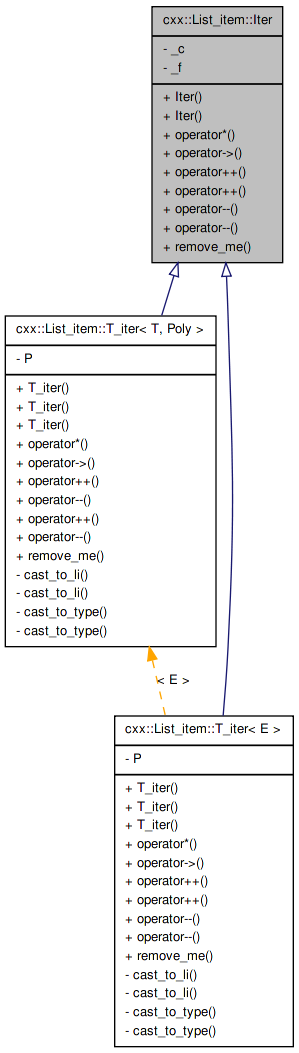 cxx::List_item::Iter
- _c
- _f
+ Iter()
+ Iter()
+ operator*()
+ operator->()
+ operator++()
+ operator++()
+ operator--()
+ operator--()
+ remove_me()
cxx::List_item::T_iter< T, Poly >
- P
+ T_iter()
+ T_iter()
+ T_iter()
+ operator*()
+ operator->()
+ operator++()
+ operator--()
+ operator++()
+ operator--()
+ remove_me()
- cast_to_li()
- cast_to_li()
- cast_to_type()
- cast_to_type()
< E >
cxx::List_item::T_iter< E >
- P
+ T_iter()
+ T_iter()
+ T_iter()
+ operator*()
+ operator->()
+ operator++()
+ operator++()
+ operator--()
+ operator--()
+ remove_me()
- cast_to_li()
- cast_to_li()
- cast_to_type()
- cast_to_type()